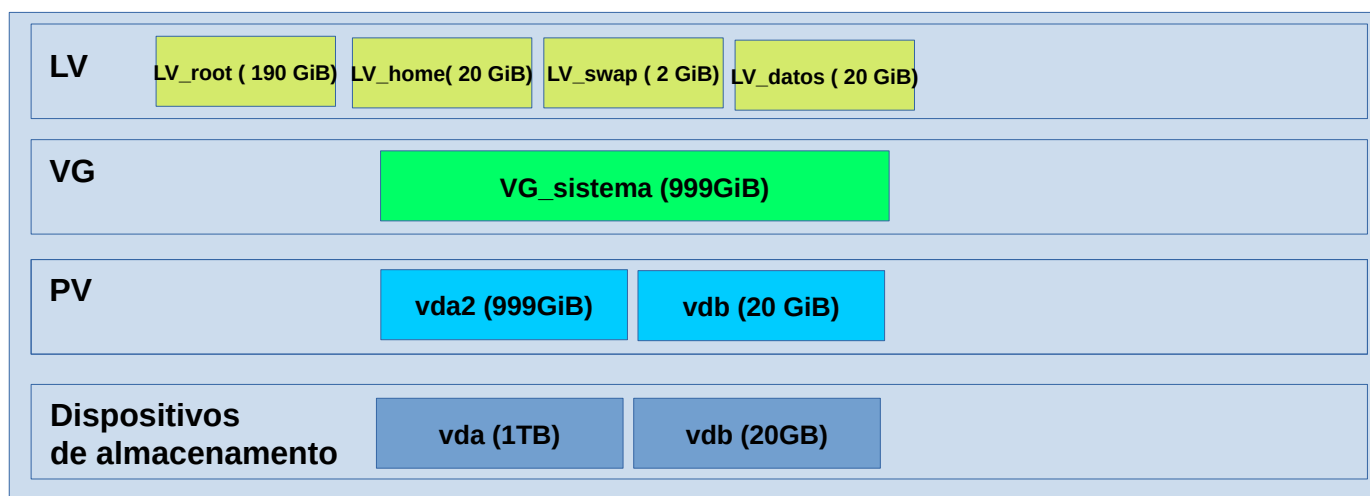 LV
LV_root ( 190 GiB)
LV_home( 20 GiB)
LV_swap ( 2 GiB)
LV_datos ( 20 GiB)
VG
VG_sistema (999GiB)
PV
vda2 (999GiB)
vdb (20 GiB)
Dispositivos
de almacenamento
vda (1TB)
vdb (20GB)